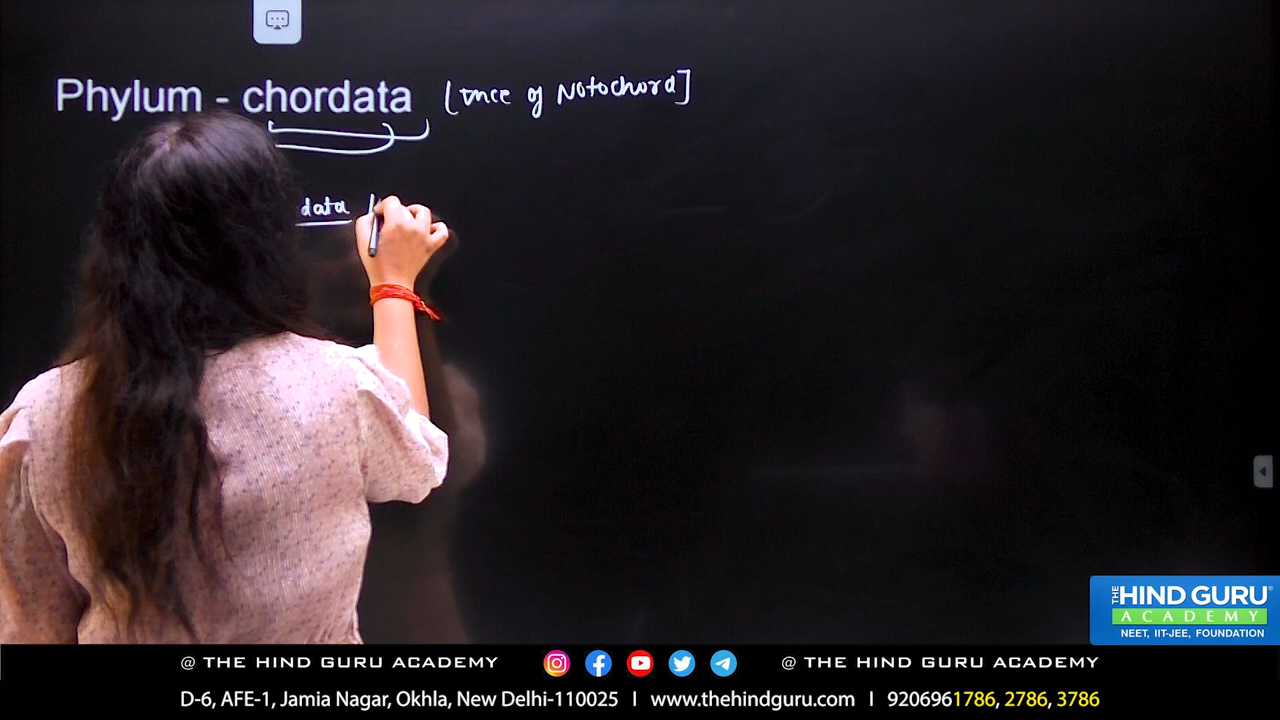 Phylum - chordata [ence of Notochord]
data
THE HIND GURU
ACADEMY
NEET, IIT-JEE, FOUNDATION
@ THE HIND GURU ACADEMY @ THE HIND GURU ACADEMY
D-6, AFE-1, Jamia Nagar, Okhla, New Delhi-110025 I www.thehindguru.com I 9206961786, 2786, 3786